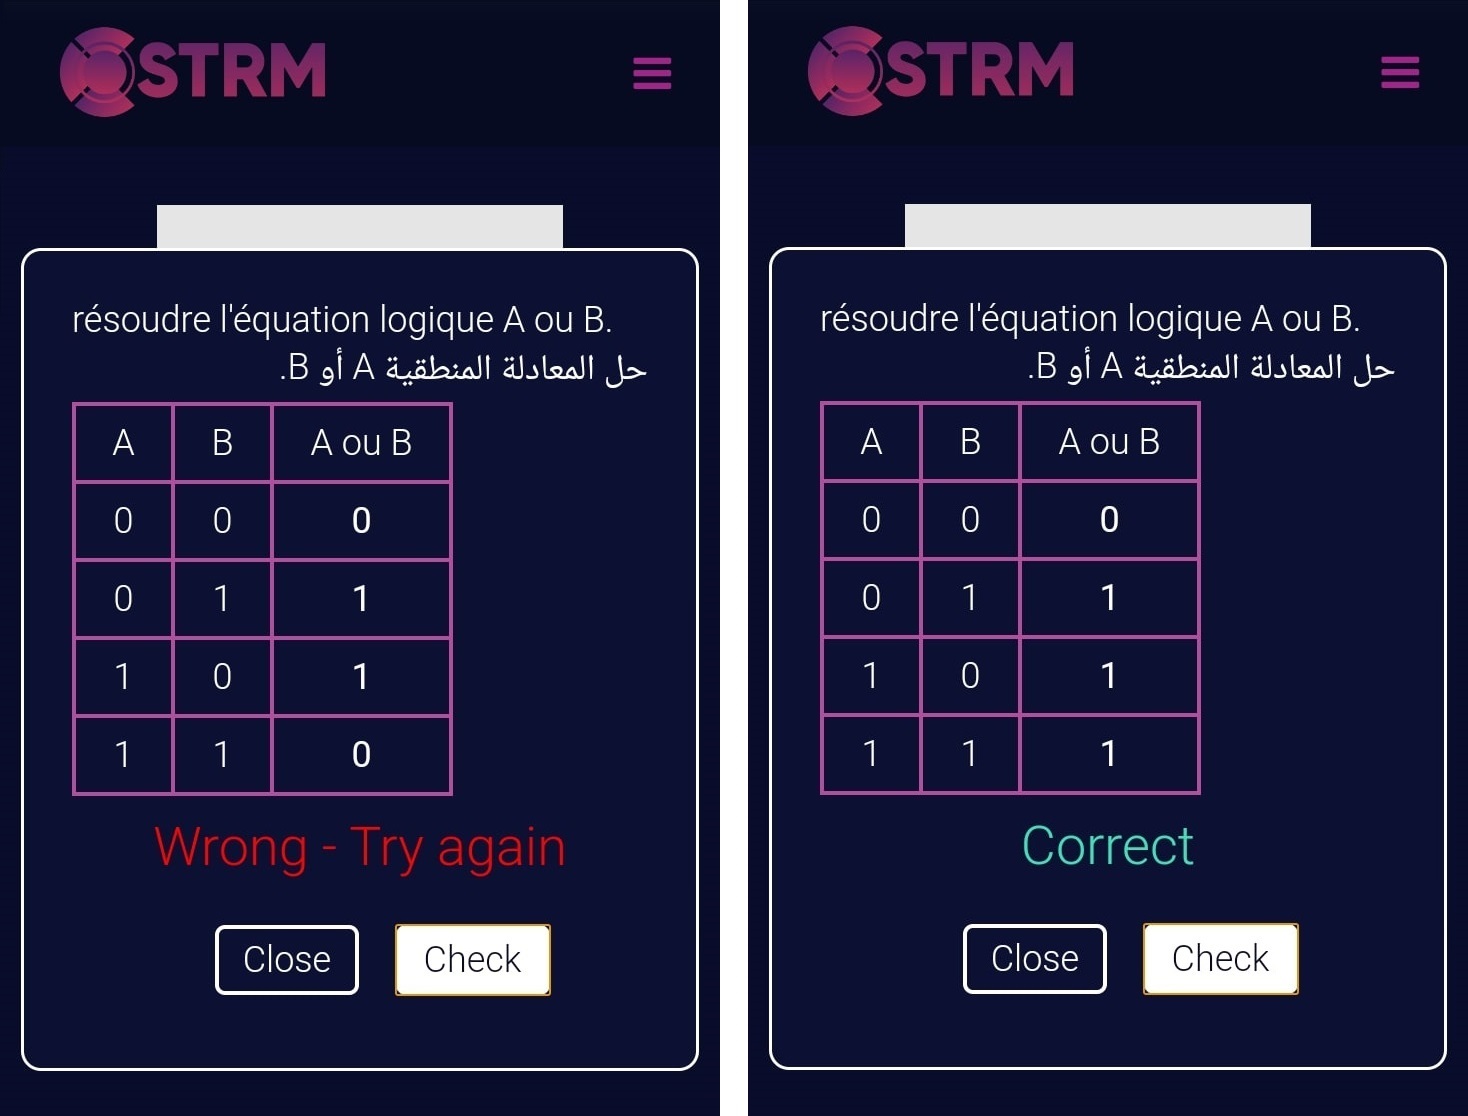 STRM
résoudre l'équation logique A ou B.
حل المعادلة المنطقية A أو B.
A B A ou B
0 0 0
0 1 1
1 0 1
1 1 0
Wrong - Try again
Close Check
STRM
résoudre l'équation logique A ou B.
حل المعادلة المنطقية A أو B.
A B A ou B
0 0 0
0 1 1
1 0 1
1 1 1
Correct
Close Check